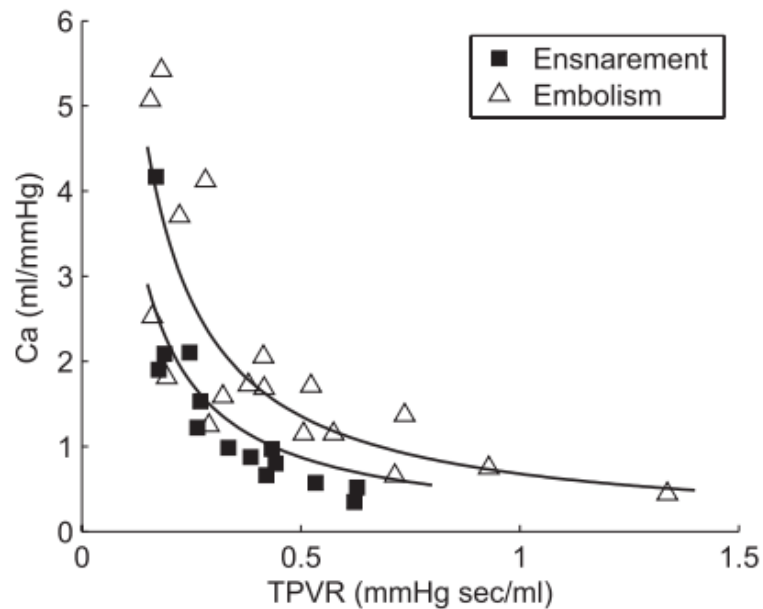 6
5
4
3
2
1
0
Ca (ml/mmHg)
Ensnarement
Embolism
0
0.5
1
1.5
TPVR (mmHg sec/ml)